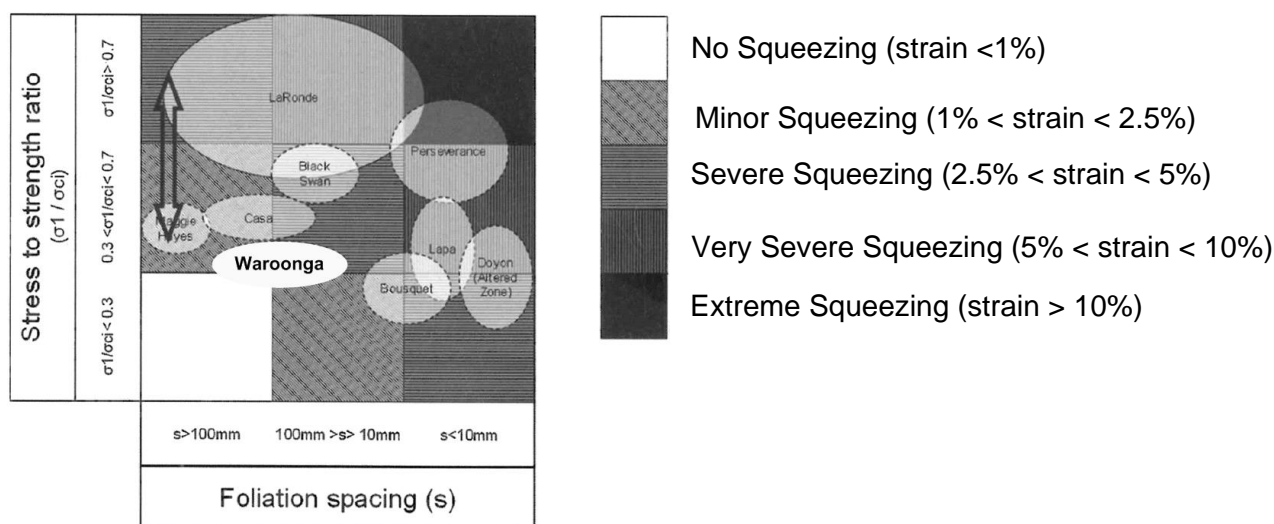 Stress to strength ratio
(σ1 / σci)
σ1/σci> 0.7
0.3 <σ1/σci< 0.7
σ1/σci< 0.3
LaRonde
Perseverance
Black
Swan
Maggie
Hayes
Casa
Waroonga
Lapa
Doyon
(Altered
Zone)
Bousquet
s>100mm
100mm >s> 10mm
s<10mm
Foliation spacing (s)
No Squeezing (strain <1%)
Minor Squeezing (1% < strain < 2.5%)
Severe Squeezing (2.5% < strain < 5%)
Very Severe Squeezing (5% < strain < 10%)
Extreme Squeezing (strain > 10%)